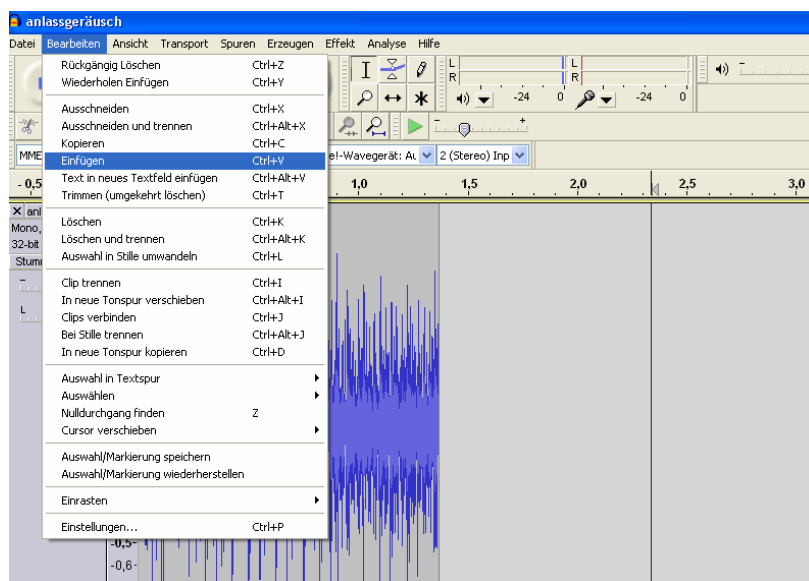 anlassgeräusch
Datei Bearbeiten Ansicht Transport Spuren Erzeugen Effekt Analyse Hilfe
Rückgängig Löschen Ctrl+Z
Wiederholen Einfügen Ctrl+Y
Ausschneiden Ctrl+X
Ausschneiden und trennen Ctrl+Alt+X
Kopieren Ctrl+C
Einfügen Ctrl+V
Text in neues Textfeld einfügen Ctrl+Alt+V
Trimmen (umgekehrt löschen) Ctrl+T
Löschen Ctrl+K
Löschen und trennen Ctrl+Alt+K
Auswahl in Stille umwandeln Ctrl+L
Clip trennen Ctrl+I
In neue Tonspur verschieben Ctrl+Alt+I
Clips verbinden Ctrl+J
Bei Stille trennen Ctrl+Alt+J
In neue Tonspur kopieren Ctrl+D
Auswahl in Textspur
Auswählen
Nulldurchgang finden Z
Cursor verschieben
Auswahl/Markierung speichern
Auswahl/Markierung wiederherstellen
Einrasten
Einstellungen... Ctrl+P
L L
R R
-24 0 -24 0
- +
MME e!-Wavegerät: Au 2 (Stereo) Inp
- 0,5 1,0 1,5 2,0 2,5 3,0
X anl
Mono,
32-bit
Stum
-
L
-0,5-
-0,6-